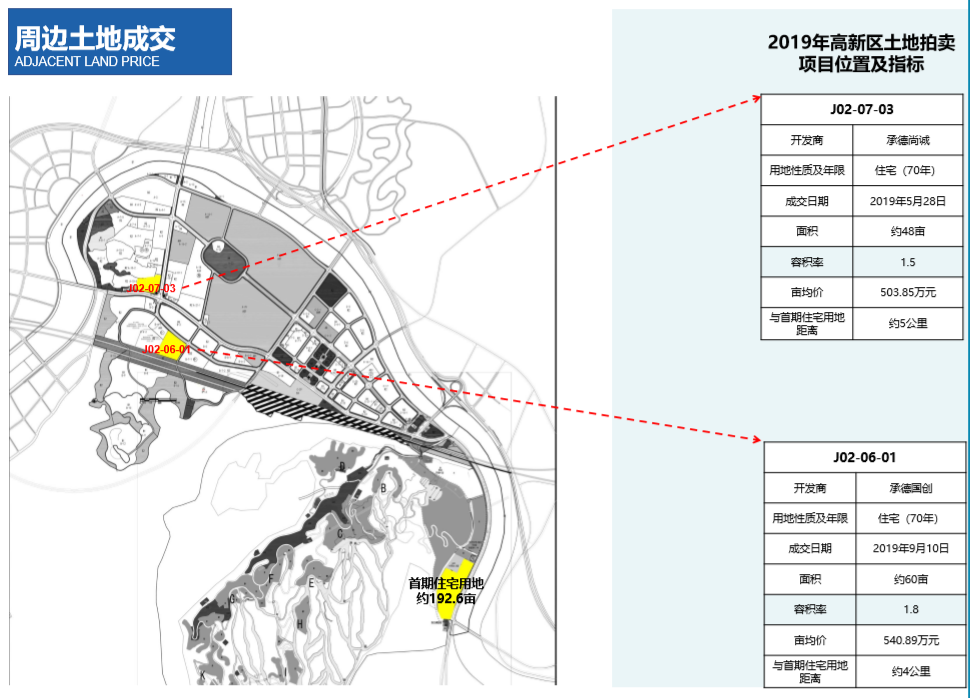 周边土地成交
ADJACENT LAND PRICE
2019年高新区土地拍卖
项目位置及指标
J02-07-03
开发商 承德尚诚
用地性质及年限 住宅（70年）
成交日期 2019年5月28日
面积 约48亩
容积率 1.5
亩均价 503.85万元
与首期住宅用地
距离 约5公里
J02-07-03
J02-06-01
J02-06-01
开发商 承德国创
用地性质及年限 住宅（70年）
成交日期 2019年9月10日
面积 约60亩
容积率 1.8
亩均价 540.89万元
与首期住宅用地
距离 约4公里
D
B
C
F
E
G
H
K
I
首期住宅用地
约192.6亩